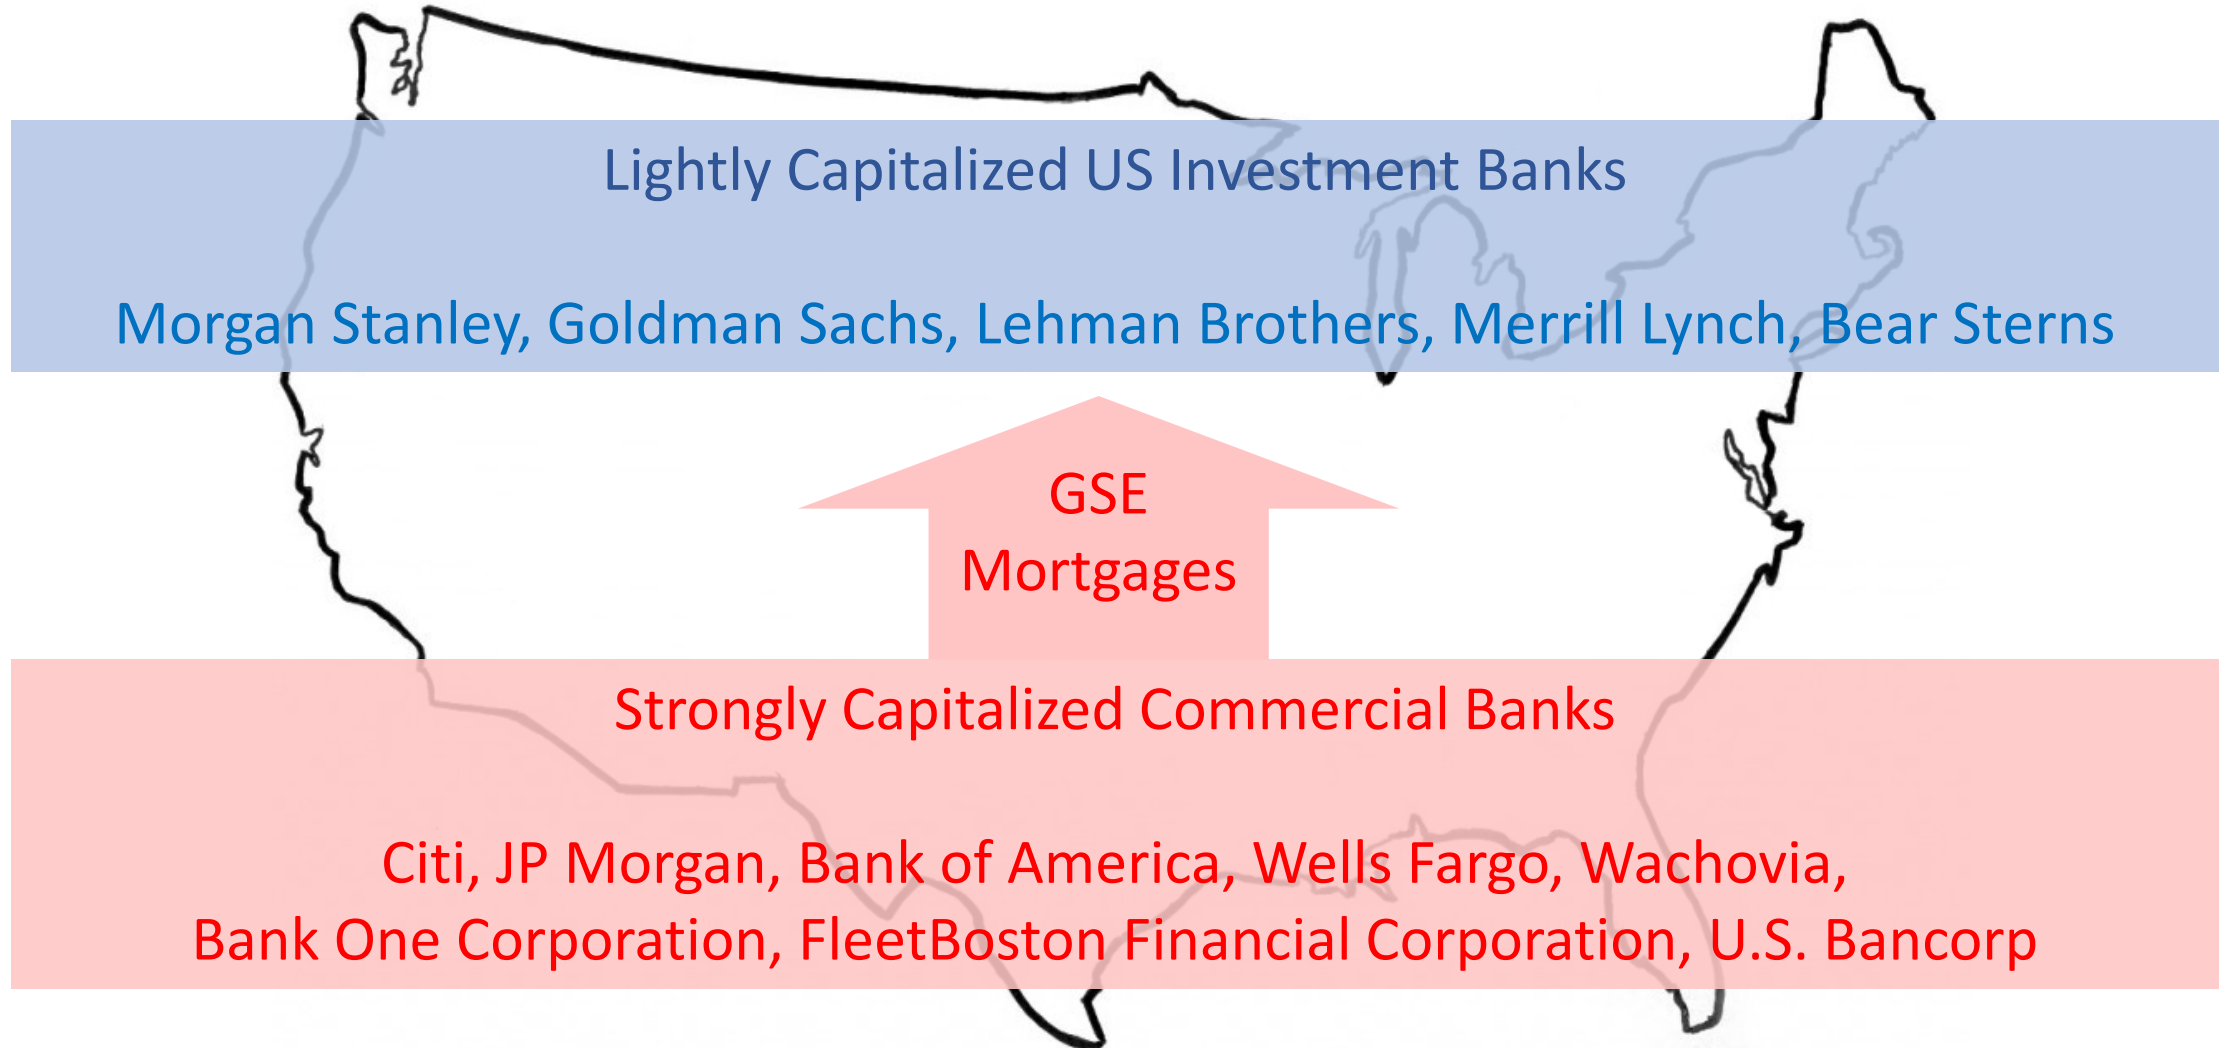 Lightly Capitalized US Investment Banks
Morgan Stanley, Goldman Sachs, Lehman Brothers, Merrill Lynch, Bear Sterns
GSE
Mortgages
Strongly Capitalized Commercial Banks
Citi, JP Morgan, Bank of America, Wells Fargo, Wachovia,
Bank One Corporation, FleetBoston Financial Corporation, U.S. Bancorp